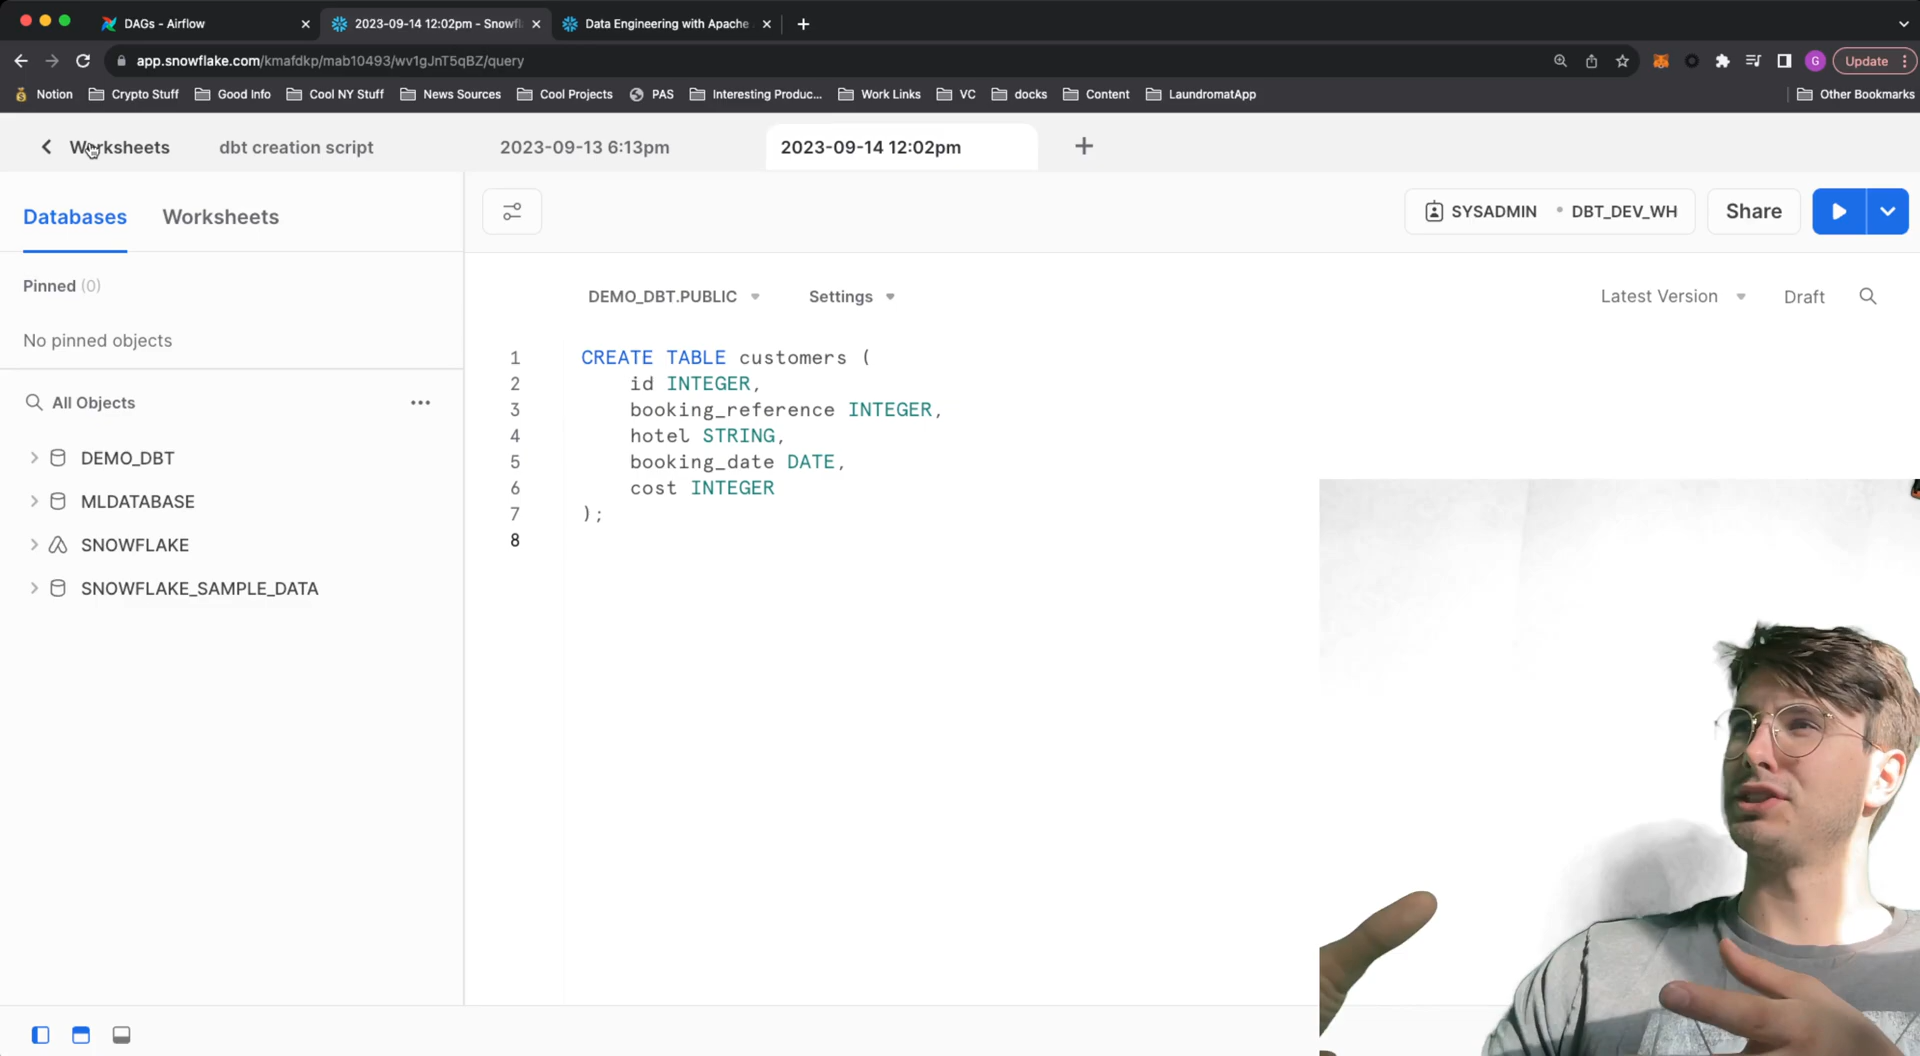 DAGs - Airflow
2023-09-14 12:02pm - Snowfl
Data Engineering with Apache
app.snowflake.com/kmafdkp/mab10493/wv1gJnT5qBZ/query
G
Update
Notion
Crypto Stuff
Good Info
Cool NY Stuff
News Sources
Cool Projects
PAS
Interesting Produc...
Work Links
VC
docks
Content
LaundromatApp
Other Bookmarks
Worksheets
dbt creation script
2023-09-13 6:13pm
2023-09-14 12:02pm
Databases
Worksheets
SYSADMIN • DBT_DEV_WH
Share
Pinned (0)
No pinned objects
DEMO_DBT.PUBLIC
Settings
Latest Version
Draft
All Objects
DEMO_DBT
MLDATABASE
SNOWFLAKE
SNOWFLAKE_SAMPLE_DATA
1 CREATE TABLE customers (
2 id INTEGER,
3 booking_reference INTEGER,
4 hotel STRING,
5 booking_date DATE,
6 cost INTEGER
7 );
8